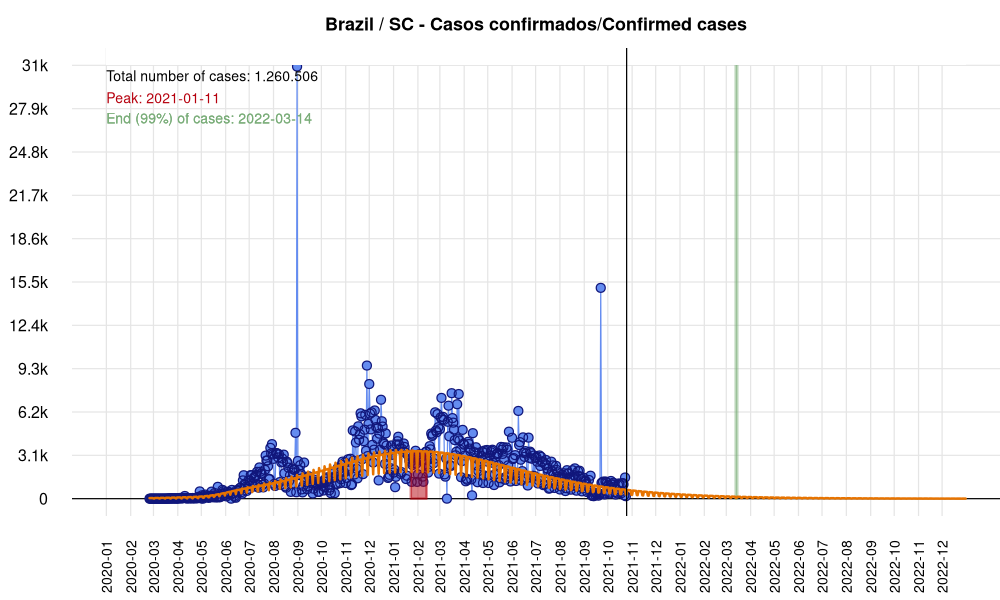 Brazil / SC - Casos confirmados/Confirmed cases
31k
Total number of cases: 1.260.506
Peak: 2021-01-11
End (99%) of cases: 2022-03-14
27.9k
24.8k
21.7k
18.6k
15.5k
12.4k
9.3k
6.2k
3.1k
0
2020-01
2020-02
2020-03
2020-04
2020-05
2020-06
2020-07
2020-08
2020-09
2020-10
2020-11
2020-12
2021-01
2021-02
2021-03
2021-04
2021-05
2021-06
2021-07
2021-08
2021-09
2021-10
2021-11
2021-12
2022-01
2022-02
2022-03
2022-04
2022-05
2022-06
2022-07
2022-08
2022-09
2022-10
2022-11
2022-12